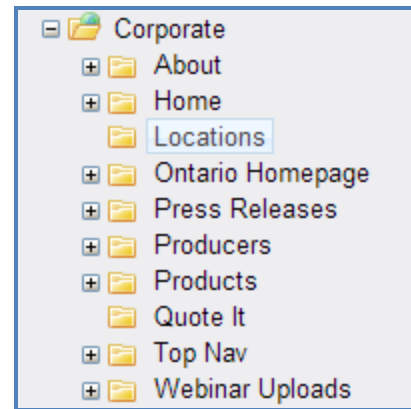 Corporate
About
Home
Locations
Ontario Homepage
Press Releases
Producers
Products
Quote It
Top Nav
Webinar Uploads